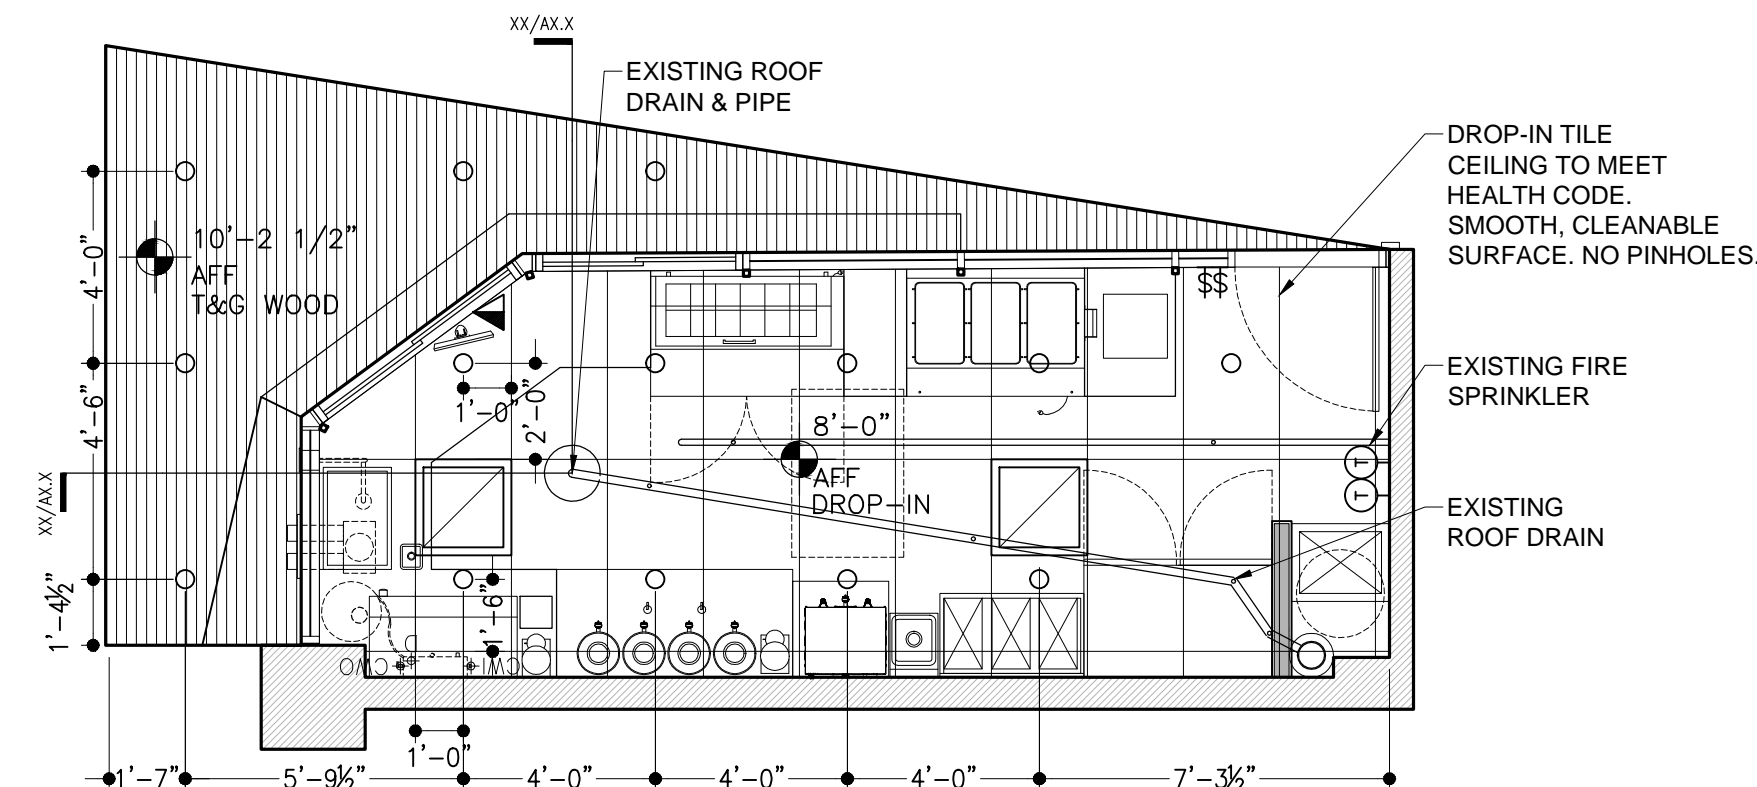 XX/AX.X
EXISTING ROOF
DRAIN & PIPE
DROP-IN TILE
CEILING TO MEET
HEALTH CODE.
SMOOTH, CLEANABLE
SURFACE. NO PINHOLES.
10'-2 1/2"
AFF
T&G WOOD
4'-0"
$$
EXISTING FIRE
SPRINKLER
4'-6"
1'-0"
2'-0"
8'-0"
AFF
DROP-IN
T
T
XX/AX.X
EXISTING
ROOF DRAIN
1'-4½"
1'-6"
CWO
CWI
1'-0"
1'-7"
5'-9½"
4'-0"
4'-0"
4'-0"
7'-3½"